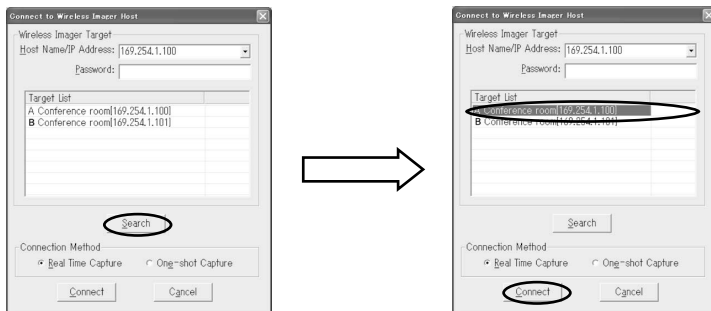 Connect to Wireless Imager Host
Wireless Imager Target
Host Name/IP Address: 169.254.1.100
Password:
Target List
A Conference room[169.254.1.100]
B Conference room[169.254.1.101]
Search
Connection Method
Real Time Capture One-shot Capture
Connect Cancel
Connect to Wireless Imager Host
Wireless Imager Target
Host Name/IP Address: 169.254.1.100
Password:
Target List
A Conference room[169.254.1.100]
B Conference room[169.254.1.101]
Search
Connection Method
Real Time Capture One-shot Capture
Connect Cancel